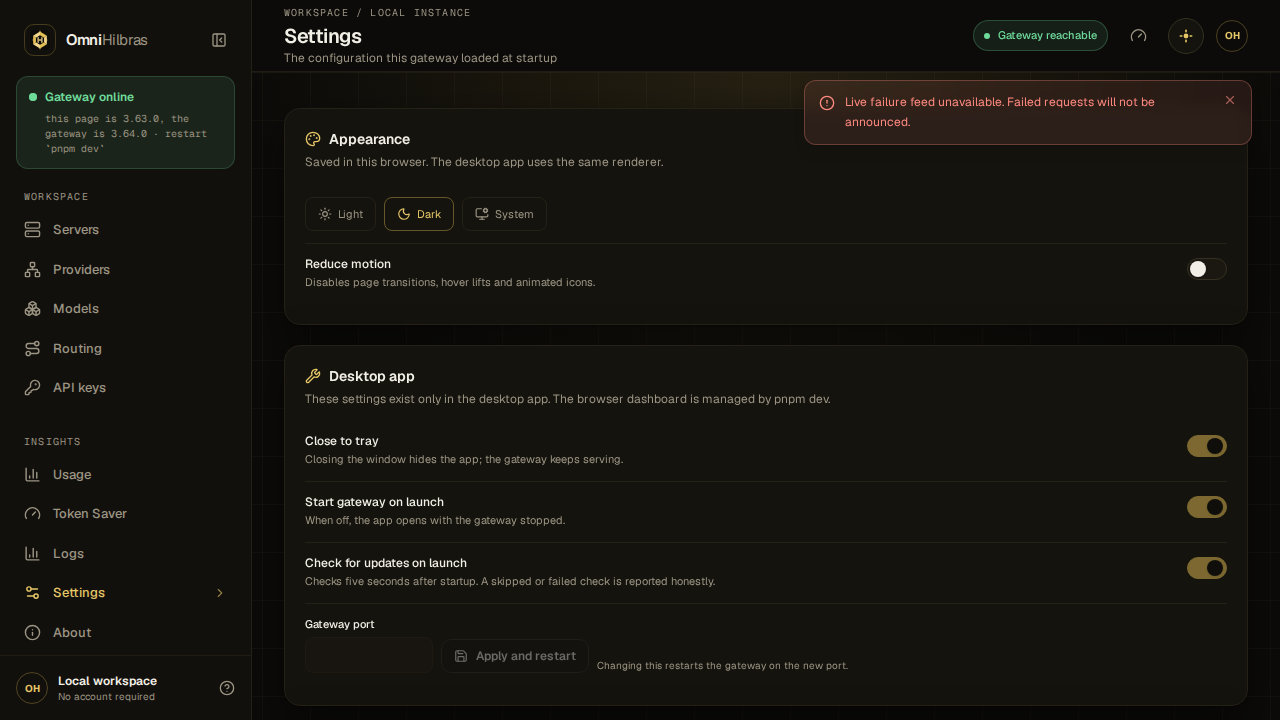 OmniHilbras
Gateway online
this page is 3.63.0, the
gateway is 3.64.0 · restart
`pnpm dev`
WORKSPACE
Servers
Providers
Models
Routing
API keys
INSIGHTS
Usage
Token Saver
Logs
Settings
About
OH
Local workspace
No account required
WORKSPACE / LOCAL INSTANCE
Settings
The configuration this gateway loaded at startup
Gateway reachable
OH
Live failure feed unavailable. Failed requests will not be
announced.
Appearance
Saved in this browser. The desktop app uses the same renderer.
Light
Dark
System
Reduce motion
Disables page transitions, hover lifts and animated icons.
Desktop app
These settings exist only in the desktop app. The browser dashboard is managed by pnpm dev.
Close to tray
Closing the window hides the app; the gateway keeps serving.
Start gateway on launch
When off, the app opens with the gateway stopped.
Check for updates on launch
Checks five seconds after startup. A skipped or failed check is reported honestly.
Gateway port
Apply and restart
Changing this restarts the gateway on the new port.